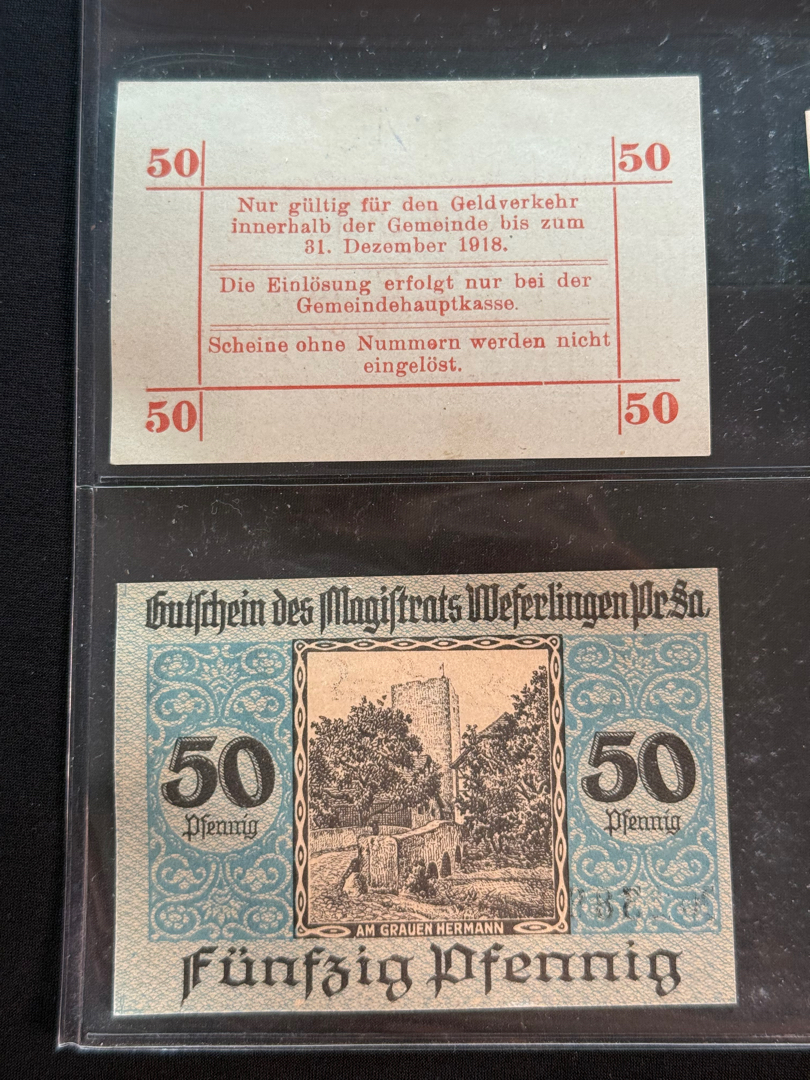 50 50
Nur gültig für den Geldverkehr
innerhalb der Gemeinde bis zum
31. Dezember 1918.
Die Einlösung erfolgt nur bei der
Gemeindehauptkasse.
Scheine ohne Nummern werden nicht
eingelöst.
50 50
Gutschein des Magistrats Weferlingen Pr.Sa.
50 50
Pfennig Pfennig
AM GRAUEN HERMANN
Fünfzig Pfennig